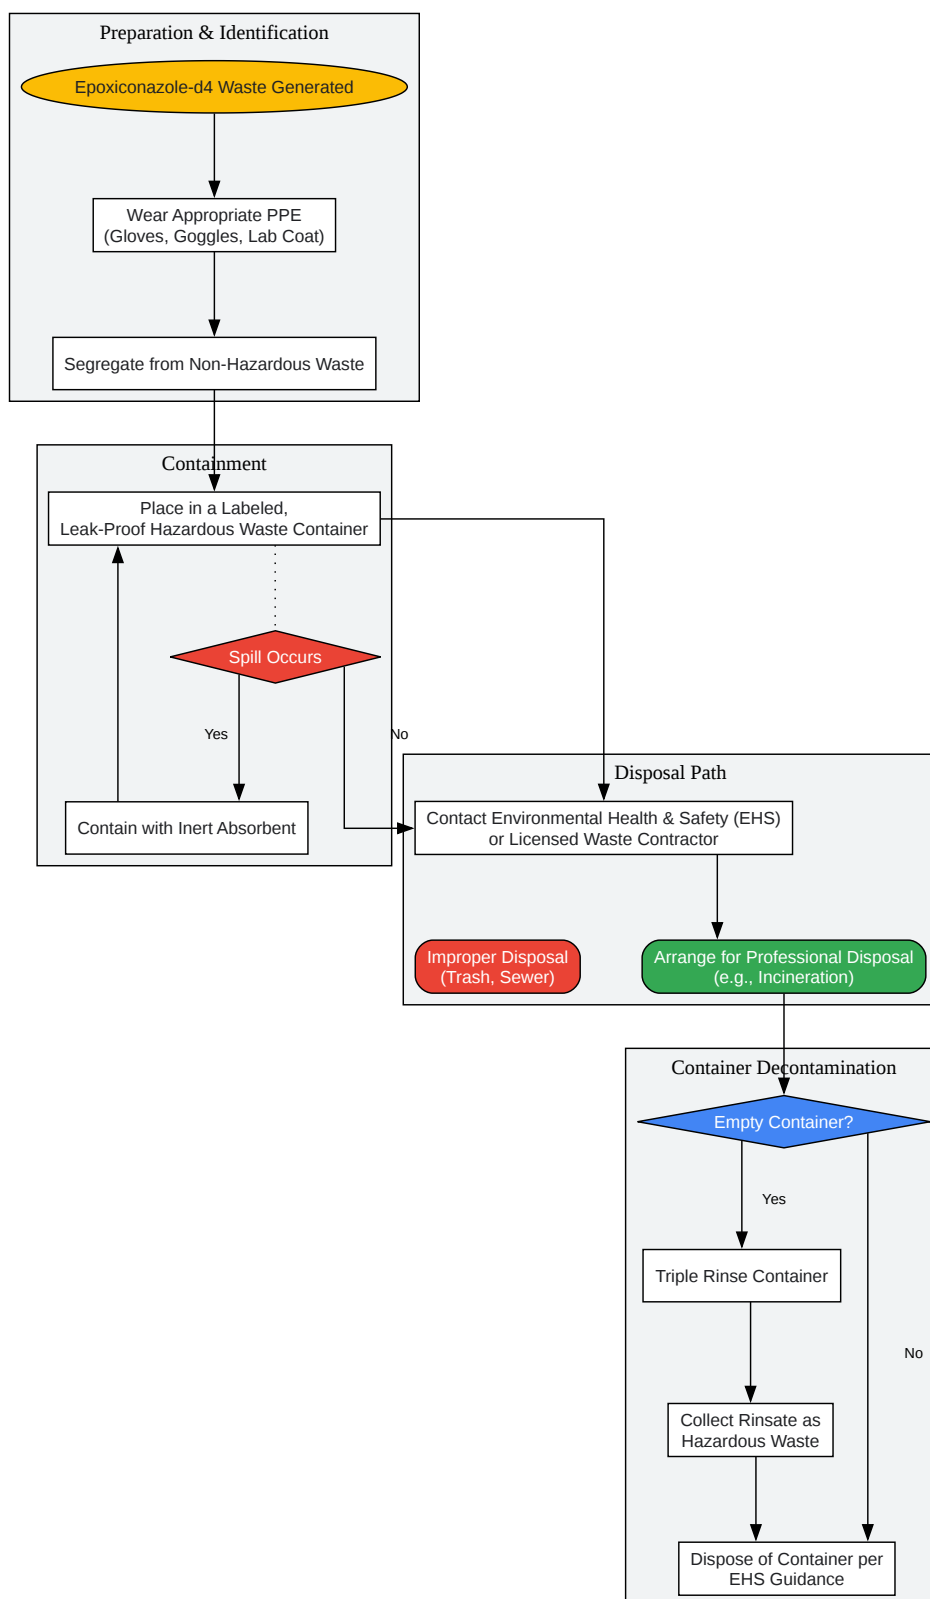 Preparation & Identification
Epoxiconazole-d4 Waste Generated
Wear Appropriate PPE
(Gloves, Goggles, Lab Coat)
Segregate from Non-Hazardous Waste
Containment
Place in a Labeled,
Leak-Proof Hazardous Waste Container
Spill Occurs
Yes
No
Contain with Inert Absorbent
Disposal Path
Contact Environmental Health & Safety (EHS)
or Licensed Waste Contractor
Improper Disposal
(Trash, Sewer)
Arrange for Professional Disposal
(e.g., Incineration)
Container Decontamination
Empty Container?
Yes
Triple Rinse Container
No
Collect Rinsate as
Hazardous Waste
Dispose of Container per
EHS Guidance